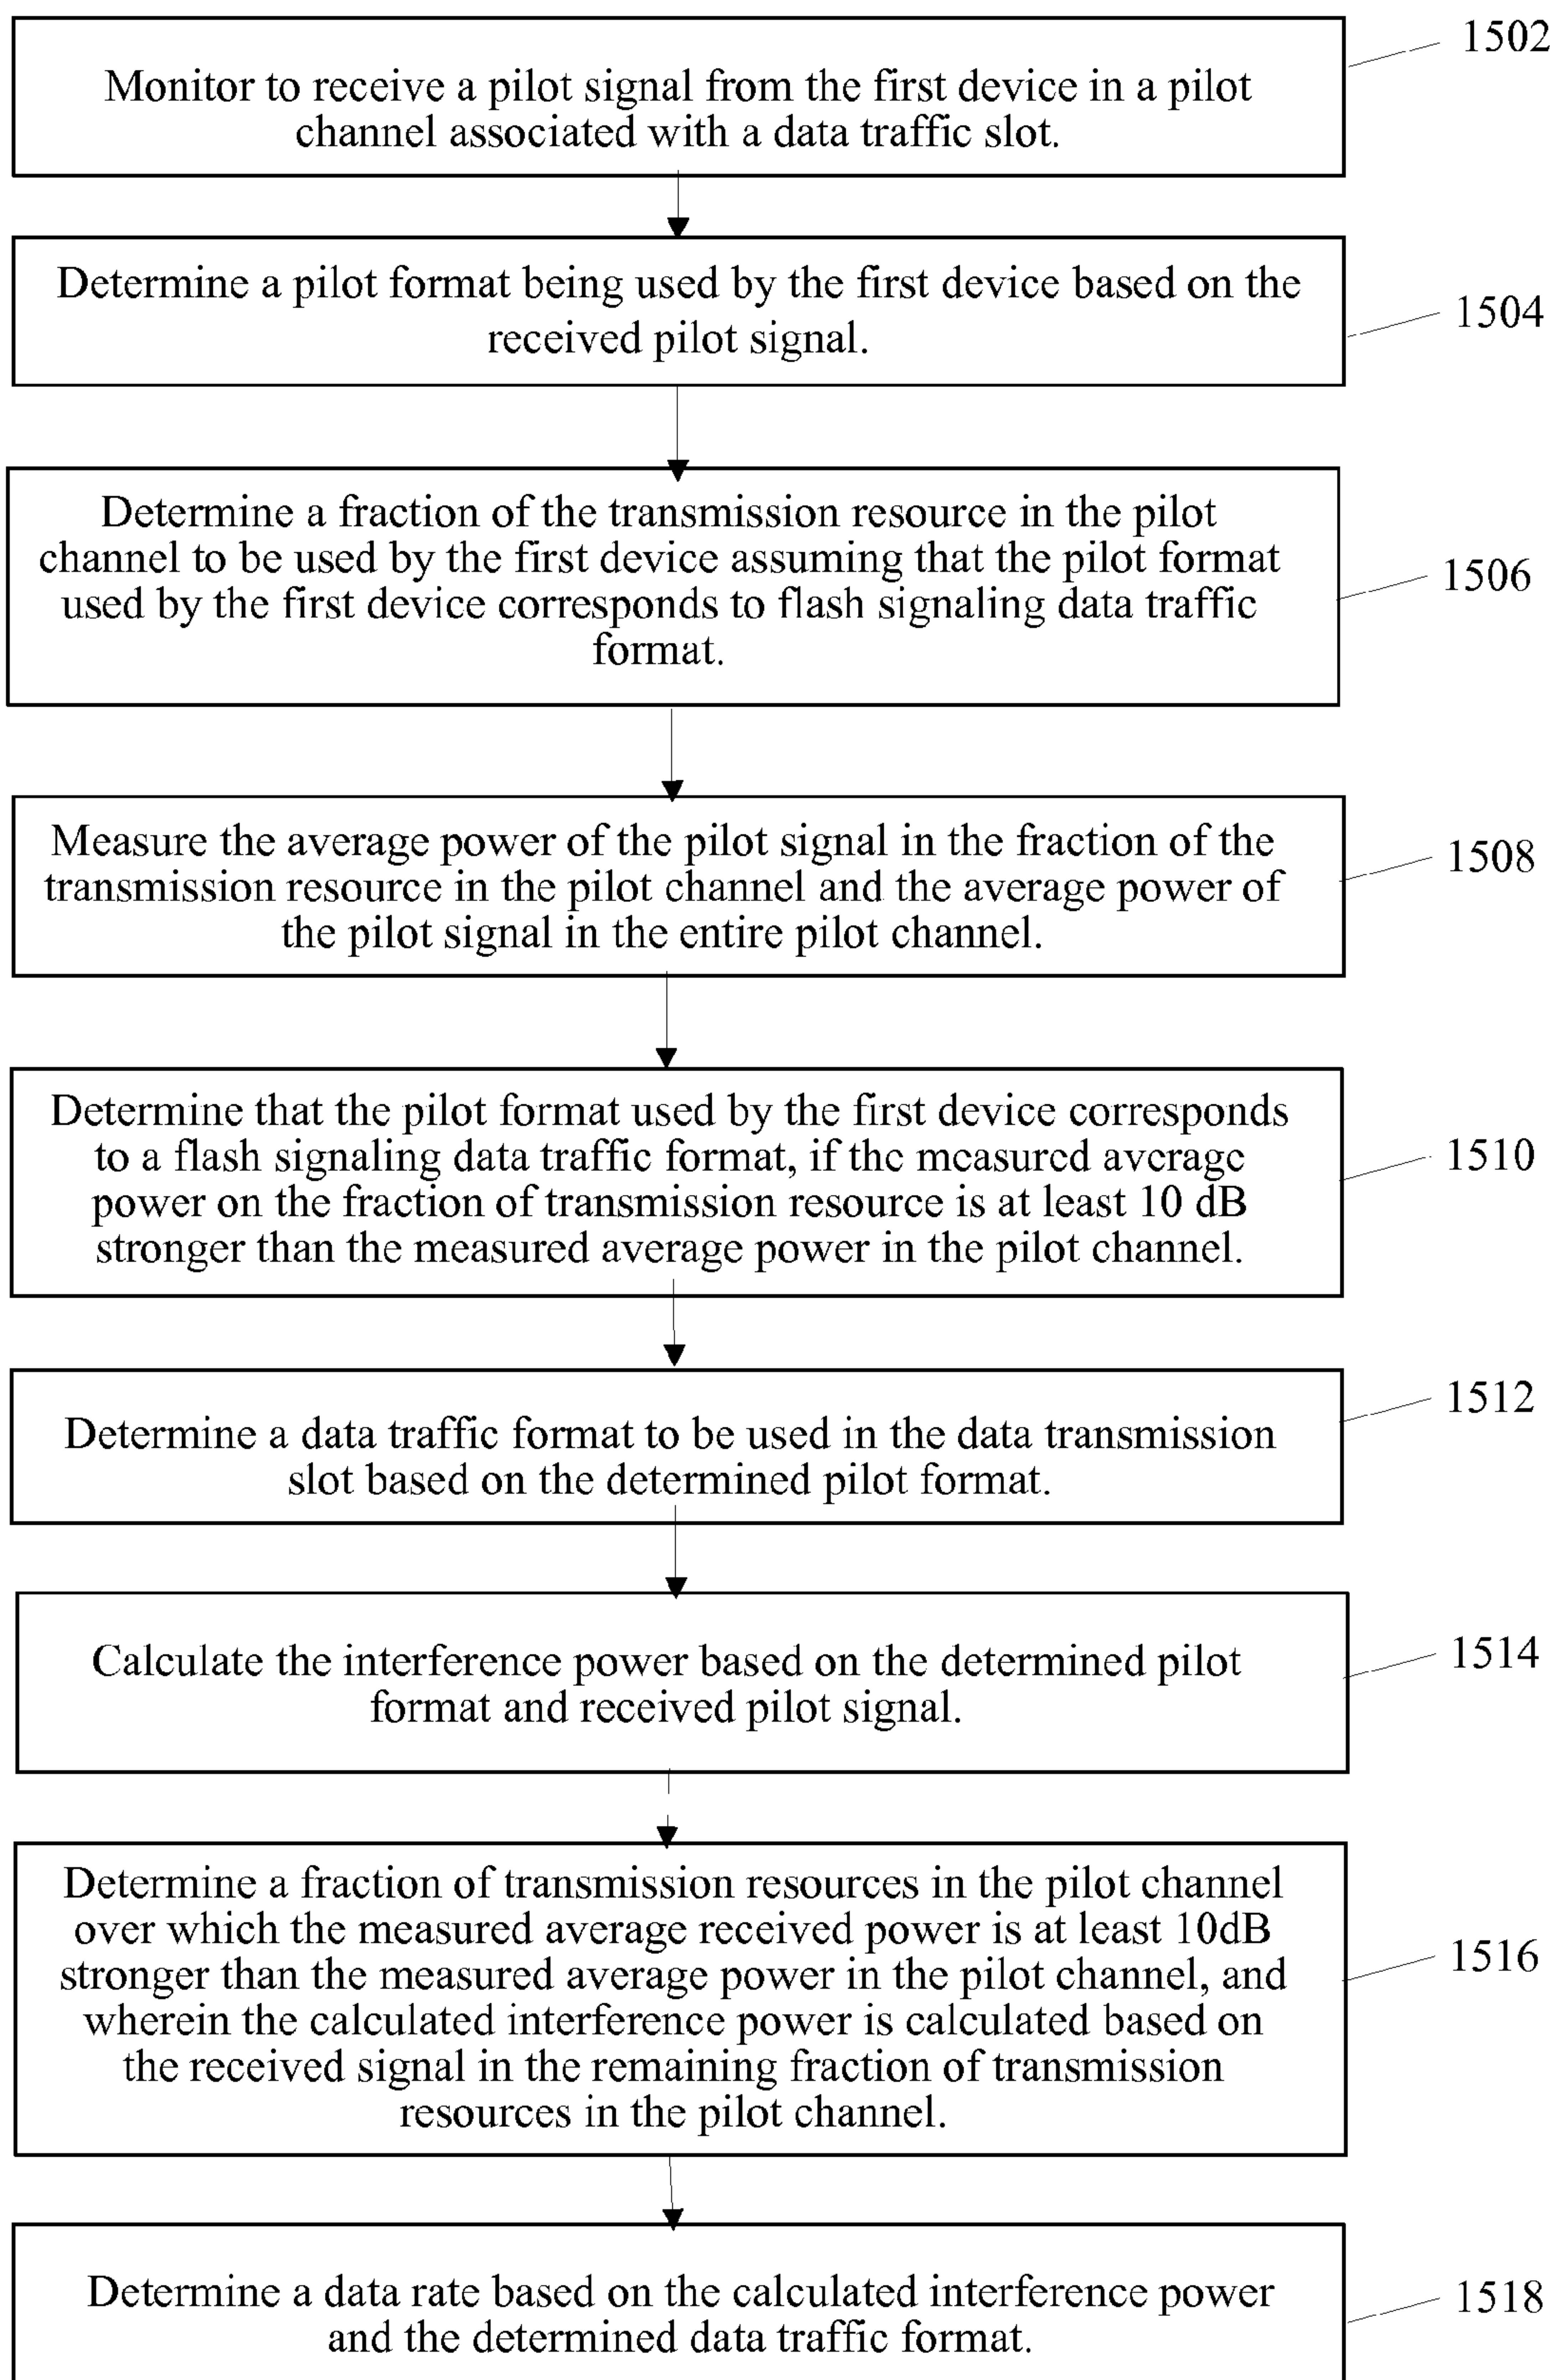 1502
Monitor to receive a pilot signal from the first device in a pilot
channel associated with a data traffic slot.
Determine a pilot format being used by the first device based on the
received pilot signal.
1504
Determine a fraction of the transmission resource in the pilot
channel to be used by the first device assuming that the pilot format
used by the first device corresponds to flash signaling data traffic
format.
1506
Measure the average power of the pilot signal in the fraction of the
transmission resource in the pilot channel and the average power of
the pilot signal in the entire pilot channel.
1508
Determine that the pilot format used by the first device corresponds
to a flash signaling data traffic format, if the measured average
power on the fraction of transmission resource is at least 10 dB
stronger than the measured average power in the pilot channel.
1510
Determine a data traffic format to be used in the data transmission
slot based on the determined pilot format.
1512
Calculate the interference power based on the determined pilot
format and received pilot signal.
1514
Determine a fraction of transmission resources in the pilot channel
over which the measured average received power is at least 10dB
stronger than the measured average power in the pilot channel, and
wherein the calculated interference power is calculated based on
the received signal in the remaining fraction of transmission
resources in the pilot channel.
1516
Determine a data rate based on the calculated interference power
and the determined data traffic format.
1518